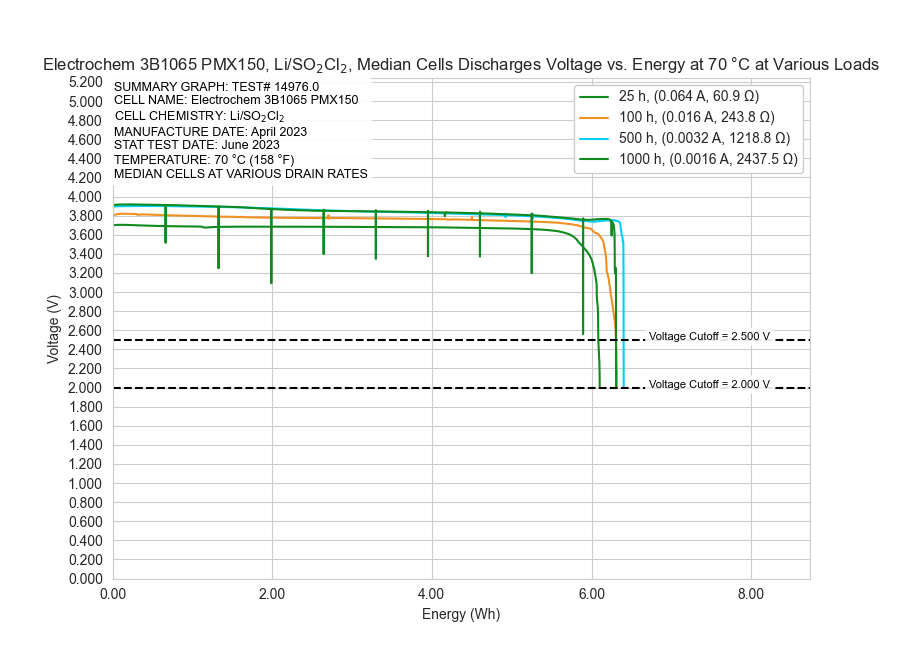 Electrochem 3B1065 PMX150, Li/SO₂Cl₂, Median Cells Discharges Voltage vs. Energy at 70 °C at Various Loads
SUMMARY GRAPH: TEST# 14976.0
CELL NAME: Electrochem 3B1065 PMX150
CELL CHEMISTRY: Li/SO₂Cl₂
MANUFACTURE DATE: April 2023
STAT TEST DATE: June 2023
TEMPERATURE: 70 °C (158 °F)
MEDIAN CELLS AT VARIOUS DRAIN RATES
25 h, (0.064 A, 60.9 Ω)
100 h, (0.016 A, 243.8 Ω)
500 h, (0.0032 A, 1218.8 Ω)
1000 h, (0.0016 A, 2437.5 Ω)
Voltage (V)
5.200
5.000
4.800
4.600
4.400
4.200
4.000
3.800
3.600
3.400
3.200
3.000
2.800
2.600
2.400
2.200
2.000
1.800
1.600
1.400
1.200
1.000
0.800
0.600
0.400
0.200
0.000
Voltage Cutoff = 2.500 V
Voltage Cutoff = 2.000 V
0.00
2.00
4.00
6.00
8.00
Energy (Wh)